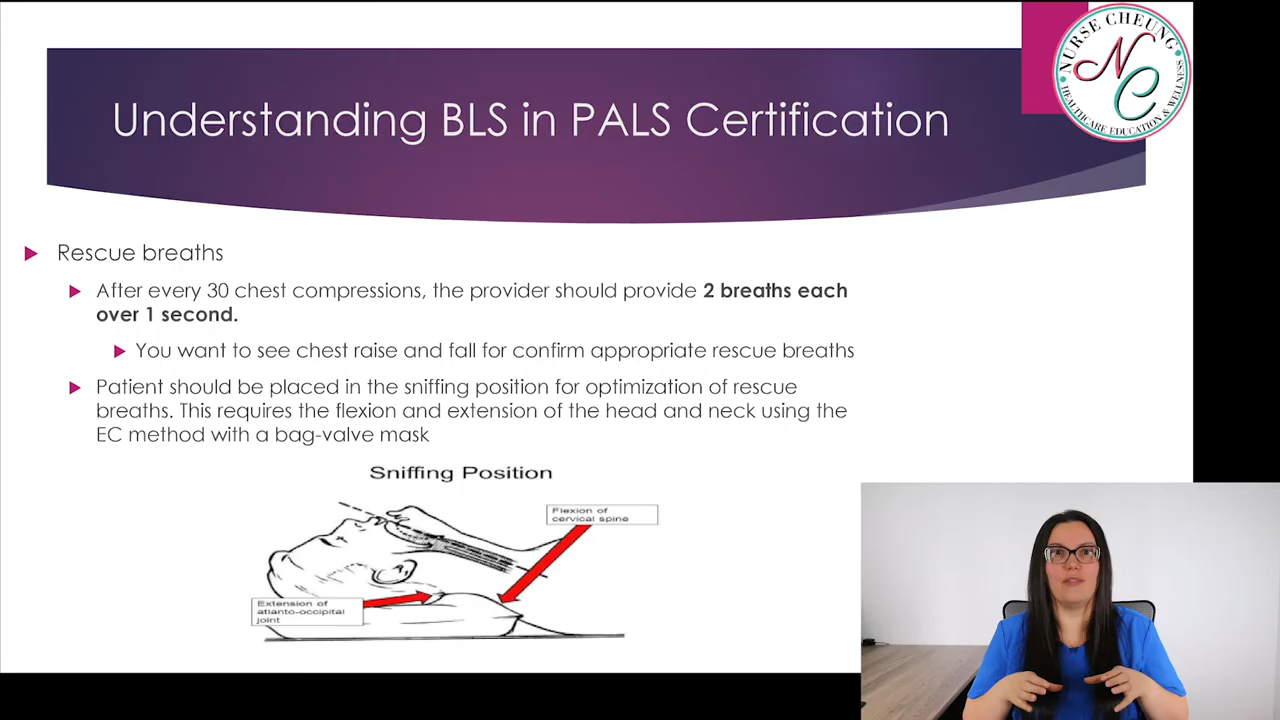 NURSE CHEUNG
NC
HEALTHCARE EDUCATION & WELLNESS
Understanding BLS in PALS Certification
Rescue breaths
After every 30 chest compressions, the provider should provide 2 breaths each
over 1 second.
You want to see chest raise and fall for confirm appropriate rescue breaths
Patient should be placed in the sniffing position for optimization of rescue
breaths. This requires the flexion and extension of the head and neck using the
EC method with a bag-valve mask
Sniffing Position
Flexion of
cervical spine
Extension of
atlanto-occipital
joint